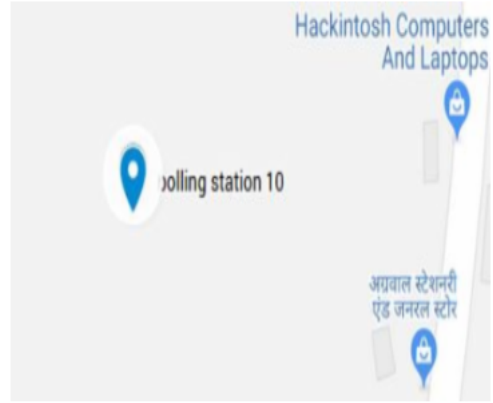 Hackintosh Computers
And Laptops
polling station 10
अग्रवाल स्टेशनरी
एंड जनरल स्टोर